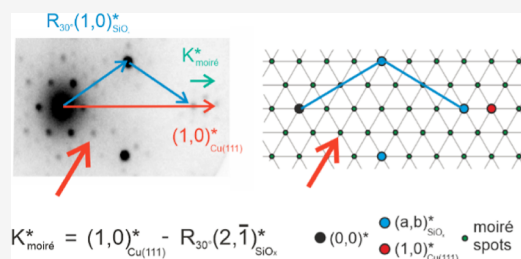 R30°(1,0)*SiOx
K*moiré
(1,0)*Cu(111)
K*moiré = (1,0)*Cu(111) - R30°(2,1̄)*SiOx
(0,0)*
(a,b)*SiOx
(1,0)*Cu(111)
moiré
spots